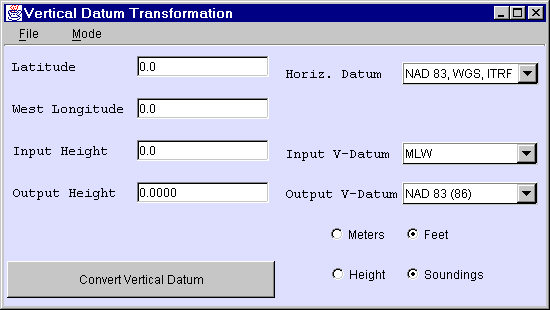 Vertical Datum Transformation
File Mode
Latitude 0.0 Horiz. Datum NAD 83, WGS, ITRF
West Longitude 0.0
Input Height 0.0 Input V-Datum MLW
Output Height 0.0000 Output V-Datum NAD 83 (86)
Meters Feet
Convert Vertical Datum Height Soundings